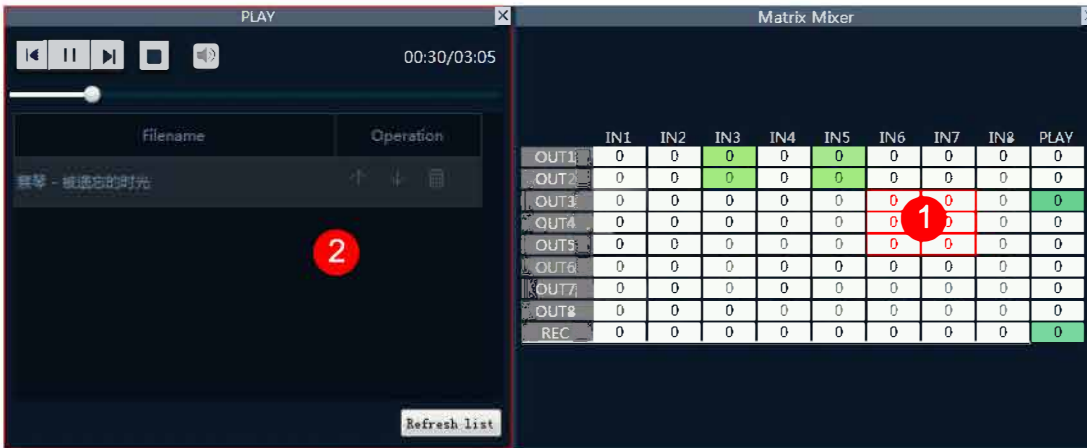 PLAY
00:30/03:05
Filename Operation
蔡琴 - 被遗忘的时光
2
Refresh list
Matrix Mixer
IN1 IN2 IN3 IN4 IN5 IN6 IN7 IN8 PLAY
OUT1 0 0 0 0 0 0 0 0 0
OUT2 0 0 0 0 0 0 0 0 0
OUT3 0 0 0 0 0 0 0 0 0
OUT4 0 0 0 0 0 0 0 0 0
1
OUT5 0 0 0 0 0 0 0 0 0
OUT6 0 0 0 0 0 0 0 0 0
OUT7 0 0 0 0 0 0 0 0 0
OUT8 0 0 0 0 0 0 0 0 0
REC 0 0 0 0 0 0 0 0 0